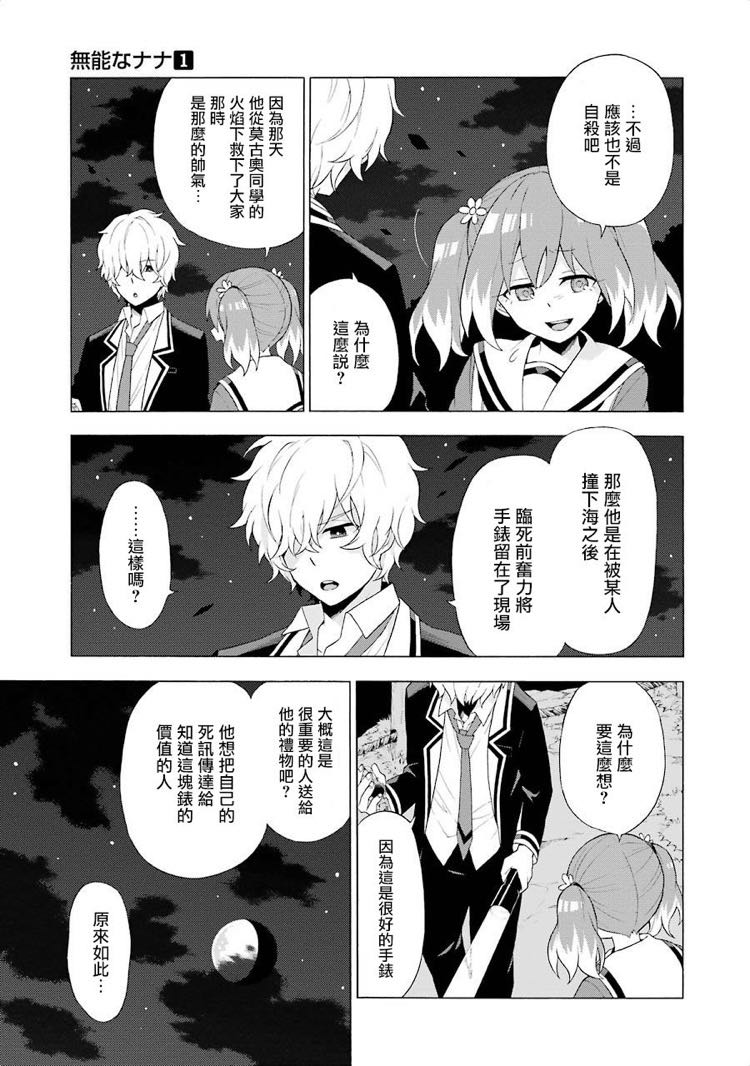 無能なナナ1
…不過
應該也不是
自殺吧
為什麼
這麼説？
因為那天
他從莫古奧同學的
火焰下救下了大家
那時
是那麼的帥氣…
那麼他是在被某人
撞下海之後
臨死前奮力將
手錶留在了現場
……這樣嗎？
為什麼
要這麼想？
因為這是很好的手錶
大概這是
很重要的人送給
他的禮物吧？
他想把自己的
死訊傳達給
知道這塊錶的
價值的人
原來如此…